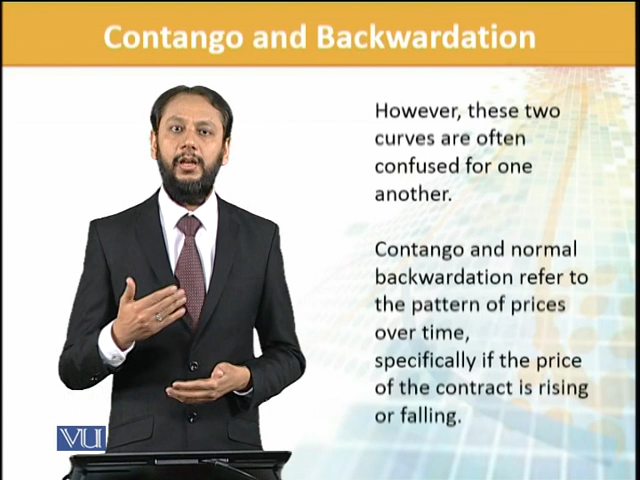 Contango and Backwardation
However, these two
curves are often
confused for one
another.
Contango and normal
backwardation refer to
the pattern of prices
over time,
specifically if the price
of the contract is rising
or falling.
VU